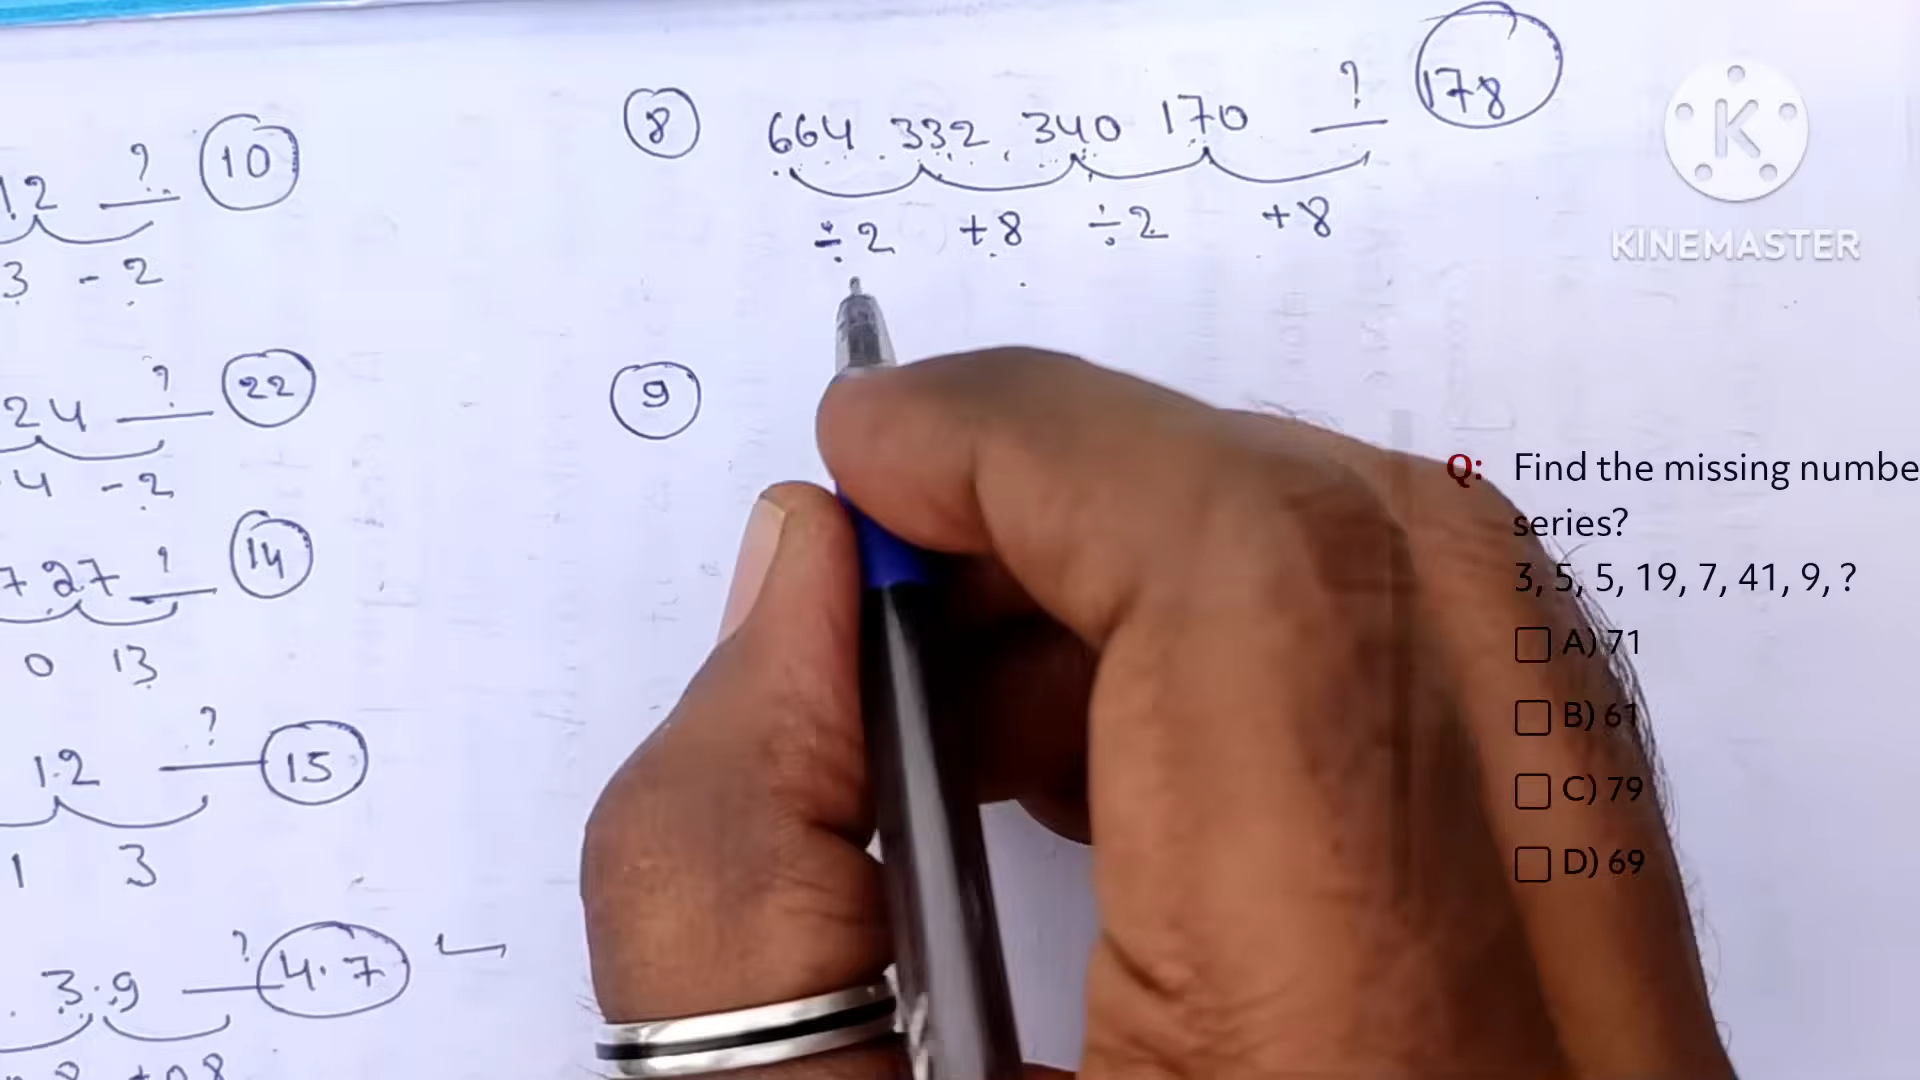 12 ? 10
3 - 2
24 ? 22
4 - 2
7 27 ? 14
0 13
12 ? 15
1 3
3.9 ? 4.7
8 664 332 340 170 ? 178
÷2 +8 ÷2 +8
9
KINEMASTER
Q: Find the missing numbe
series?
3, 5, 5, 19, 7, 41, 9, ?
A) 71
B) 61
C) 79
D) 69